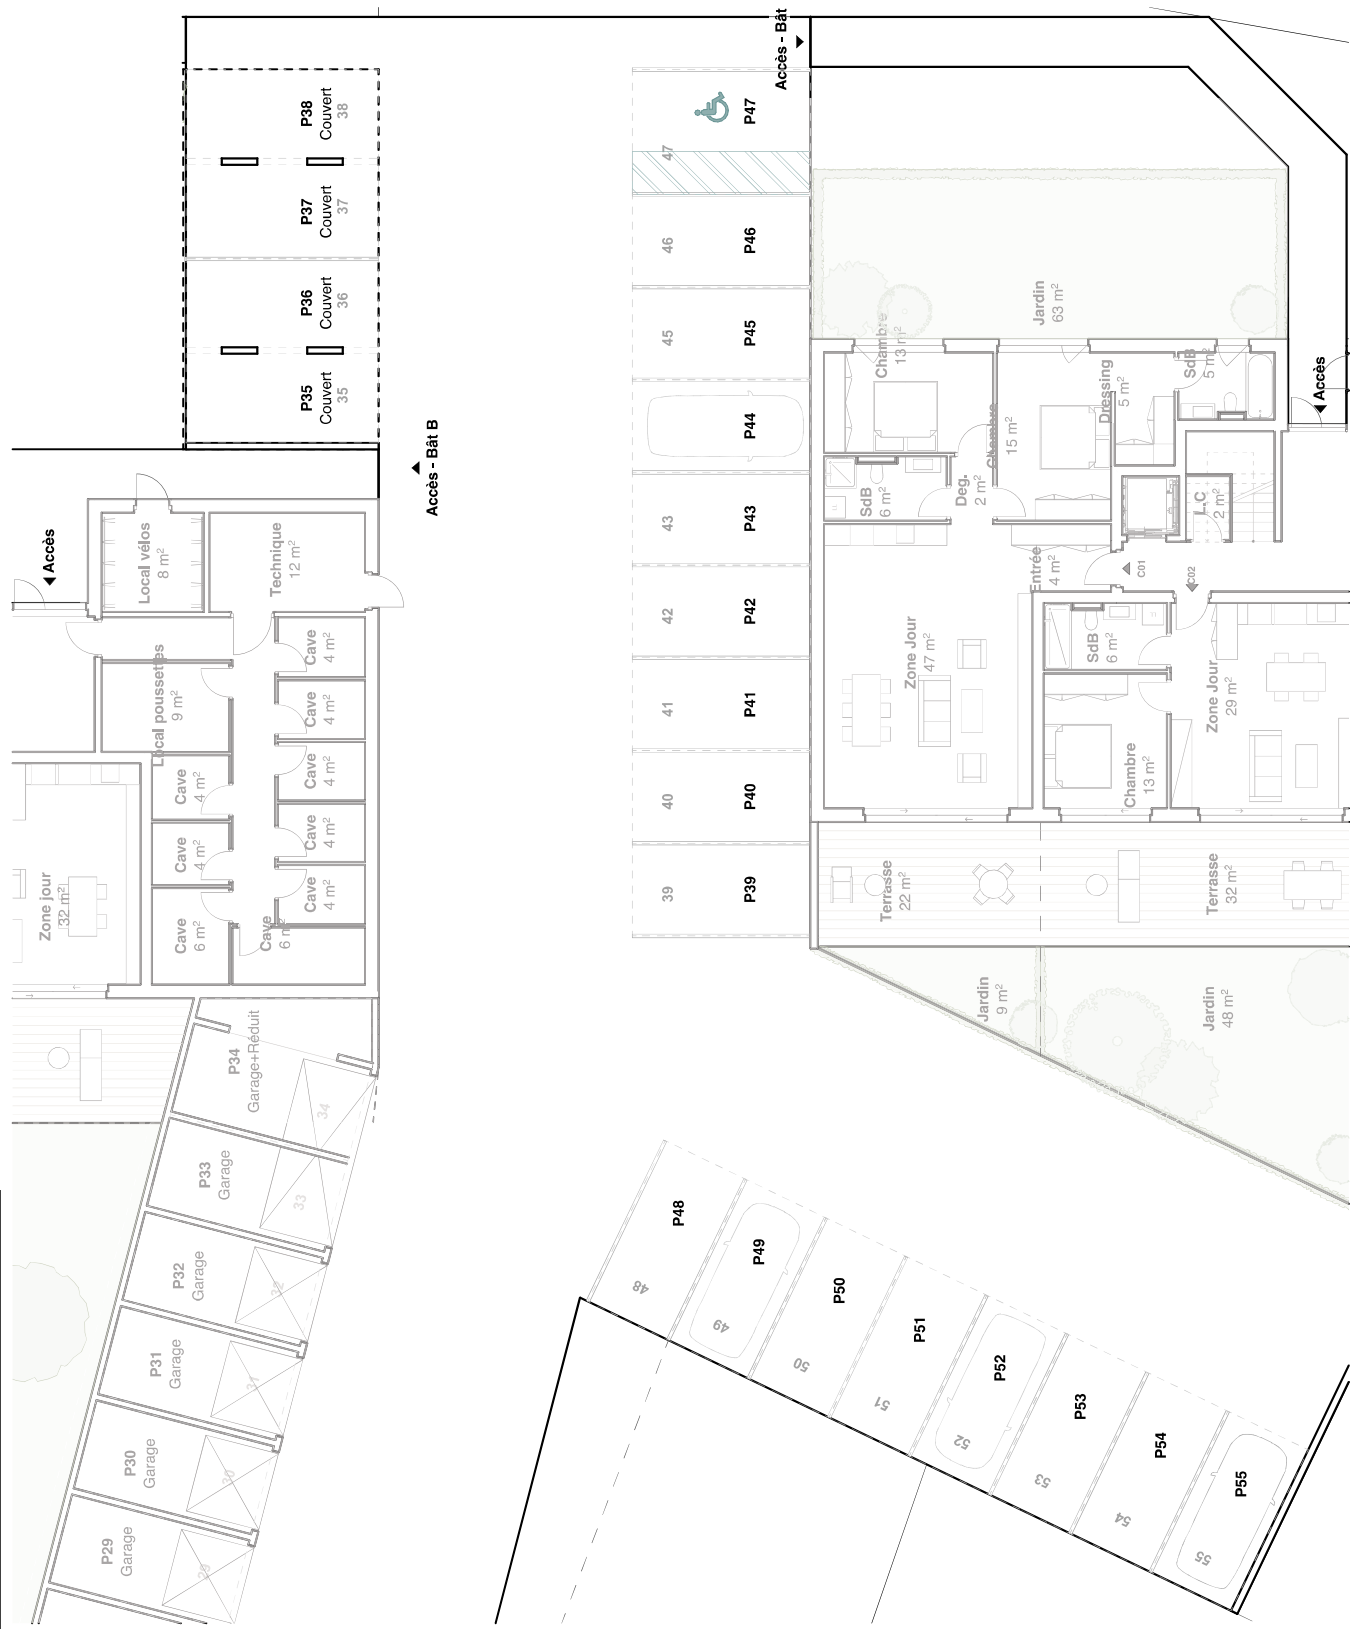 P38
Couvert
38
P37
Couvert
37
P36
Couvert
36
P35
Couvert
35
Accès - Bât B
Accès - Bât
P47
47
46
P46
45
P45
P44
43
P43
42
P42
41
P41
40
P40
39
P39
Accès
Local vélos
8 m²
Technique
12 m²
Local poussettes
9 m²
Cave
4 m²
Cave
4 m²
Cave
4 m²
Cave
4 m²
Cave
4 m²
Cave
4 m²
Cave
4 m²
Cave
6 m²
Cave
6 m²
Zone jour
32 m²
Jardin
63 m²
Chambre
13 m²
Chambre
15 m²
Dressing
5 m²
SdB
5 m²
Accès
SdB
6 m²
Deg.
2 m²
L.C
2 m²
Entrée
4 m²
C01
C02
Zone Jour
47 m²
SdB
6 m²
Zone Jour
29 m²
Chambre
13 m²
Terrasse
22 m²
Terrasse
32 m²
Jardin
9 m²
Jardin
48 m²
P34
Garage+Réduit
34
P33
Garage
33
P32
Garage
32
P31
Garage
31
P30
Garage
30
P29
Garage
29
P48
48
P49
49
P50
50
P51
51
P52
52
P53
53
P54
54
P55
55